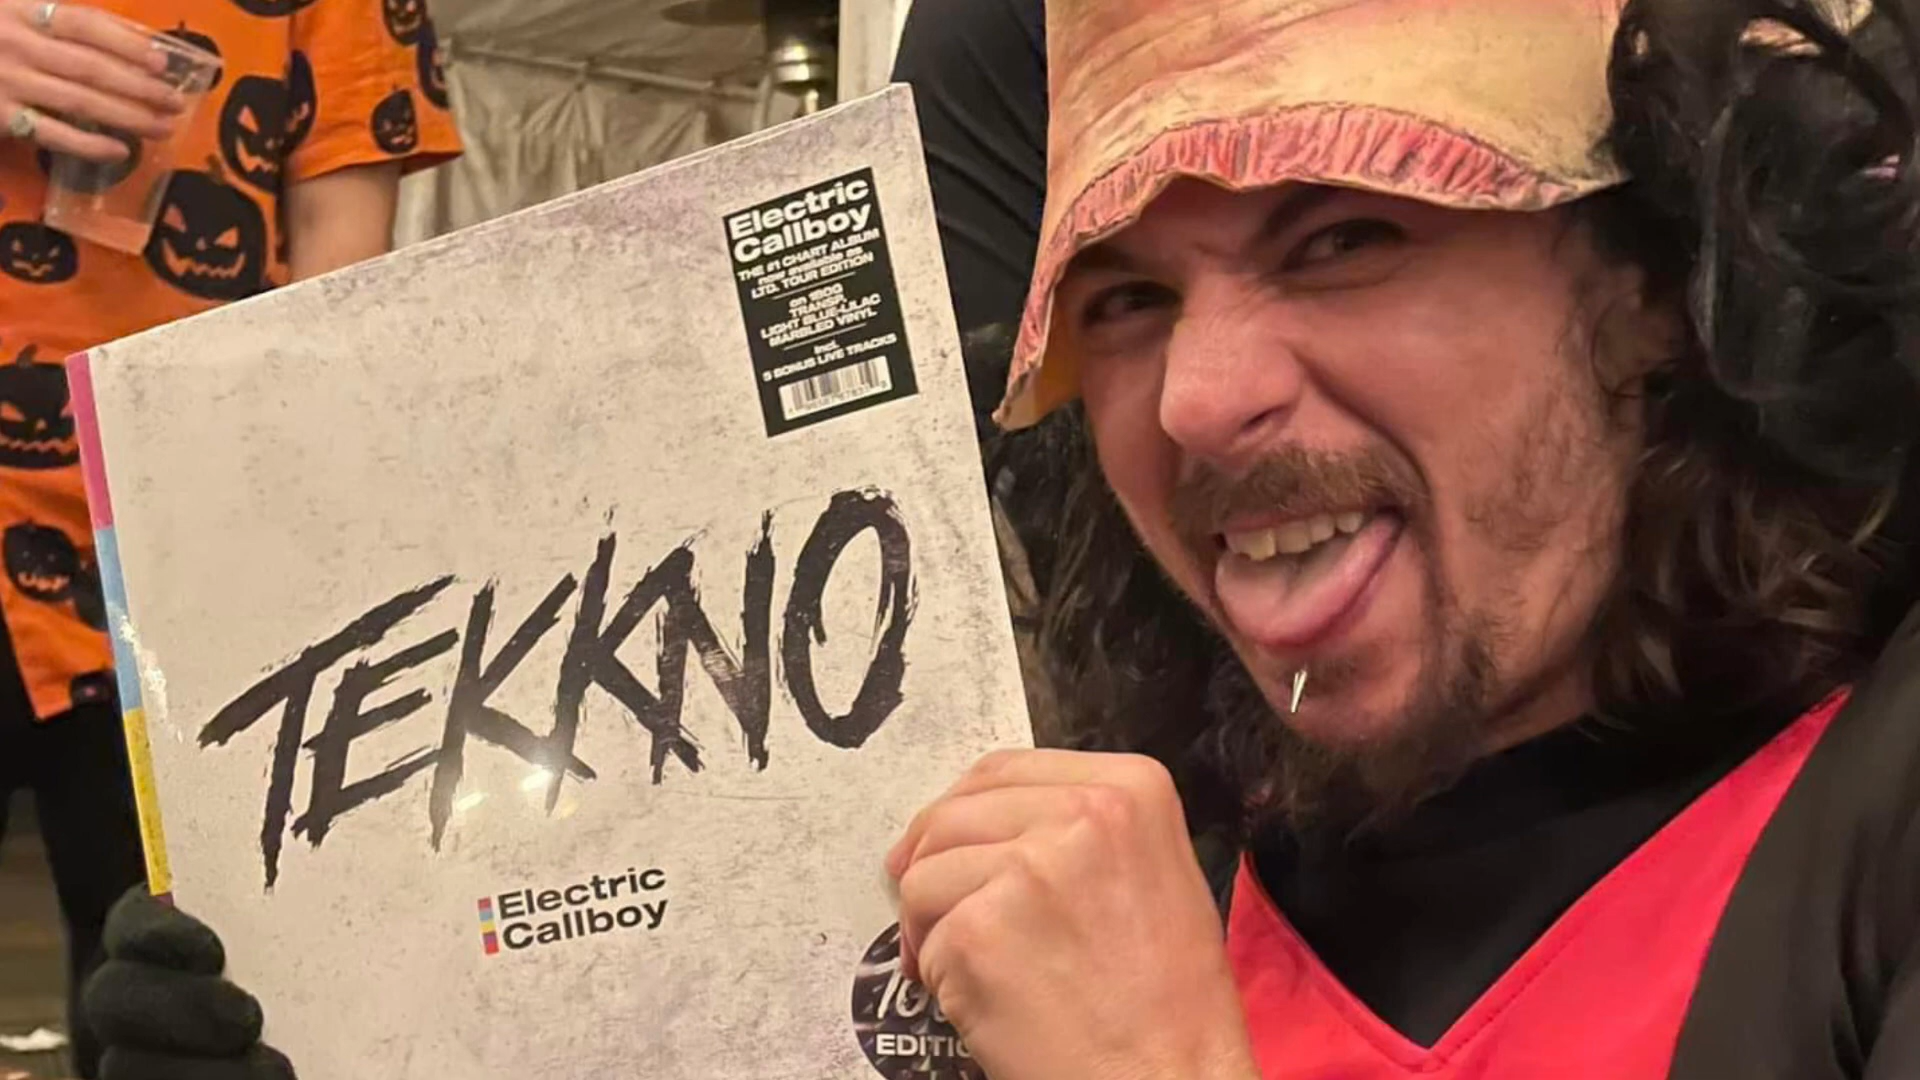 Electric
Callboy
THE #1 CHART ALBUM
now available as
LTD. TOUR EDITION
on 180G
TRANSP.
LIGHT BLUE-LILAC
MARBLED VINYL
incl.
5 BONUS LIVE TRACKS
TEKKNO
Electric
Callboy